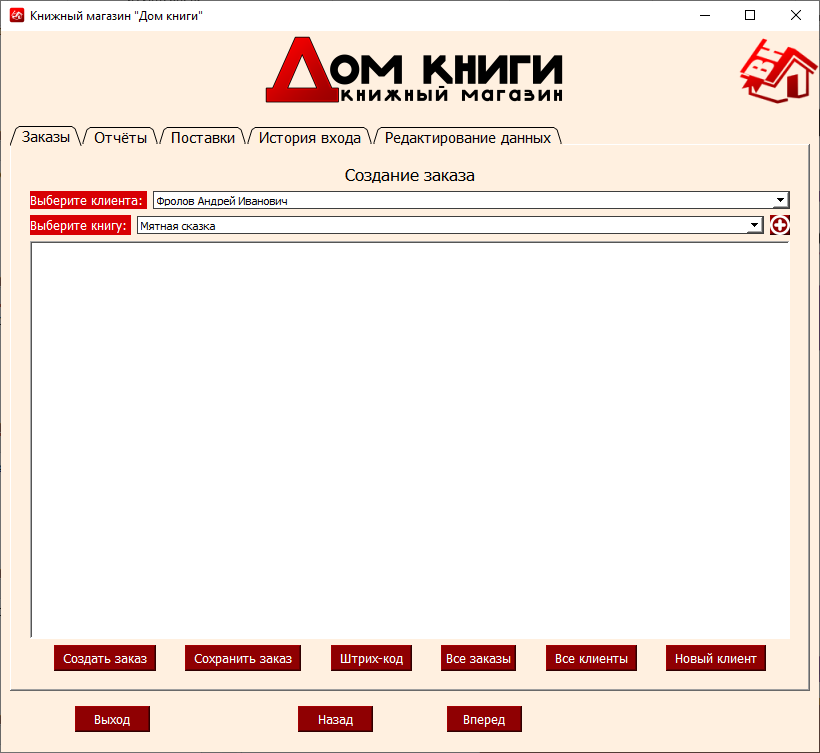 Книжный магазин "Дом книги"
Дом книги
книжный магазин
Заказы Отчёты Поставки История входа Редактирование данных
Создание заказа
Выберите клиента: Фролов Андрей Иванович
Выберите книгу: Мятная сказка
Создать заказ Сохранить заказ Штрих-код Все заказы Все клиенты Новый клиент
Выход Назад Вперед